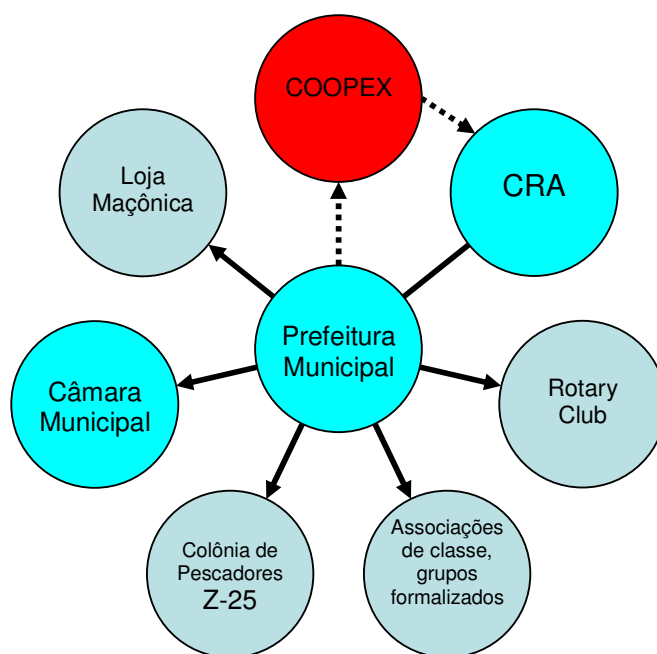 COOPEX
CRA
Loja
Maçônica
Prefeitura
Municipal
Câmara
Municipal
Rotary
Club
Colônia de
Pescadores
Z-25
Associações
de classe,
grupos
formalizados